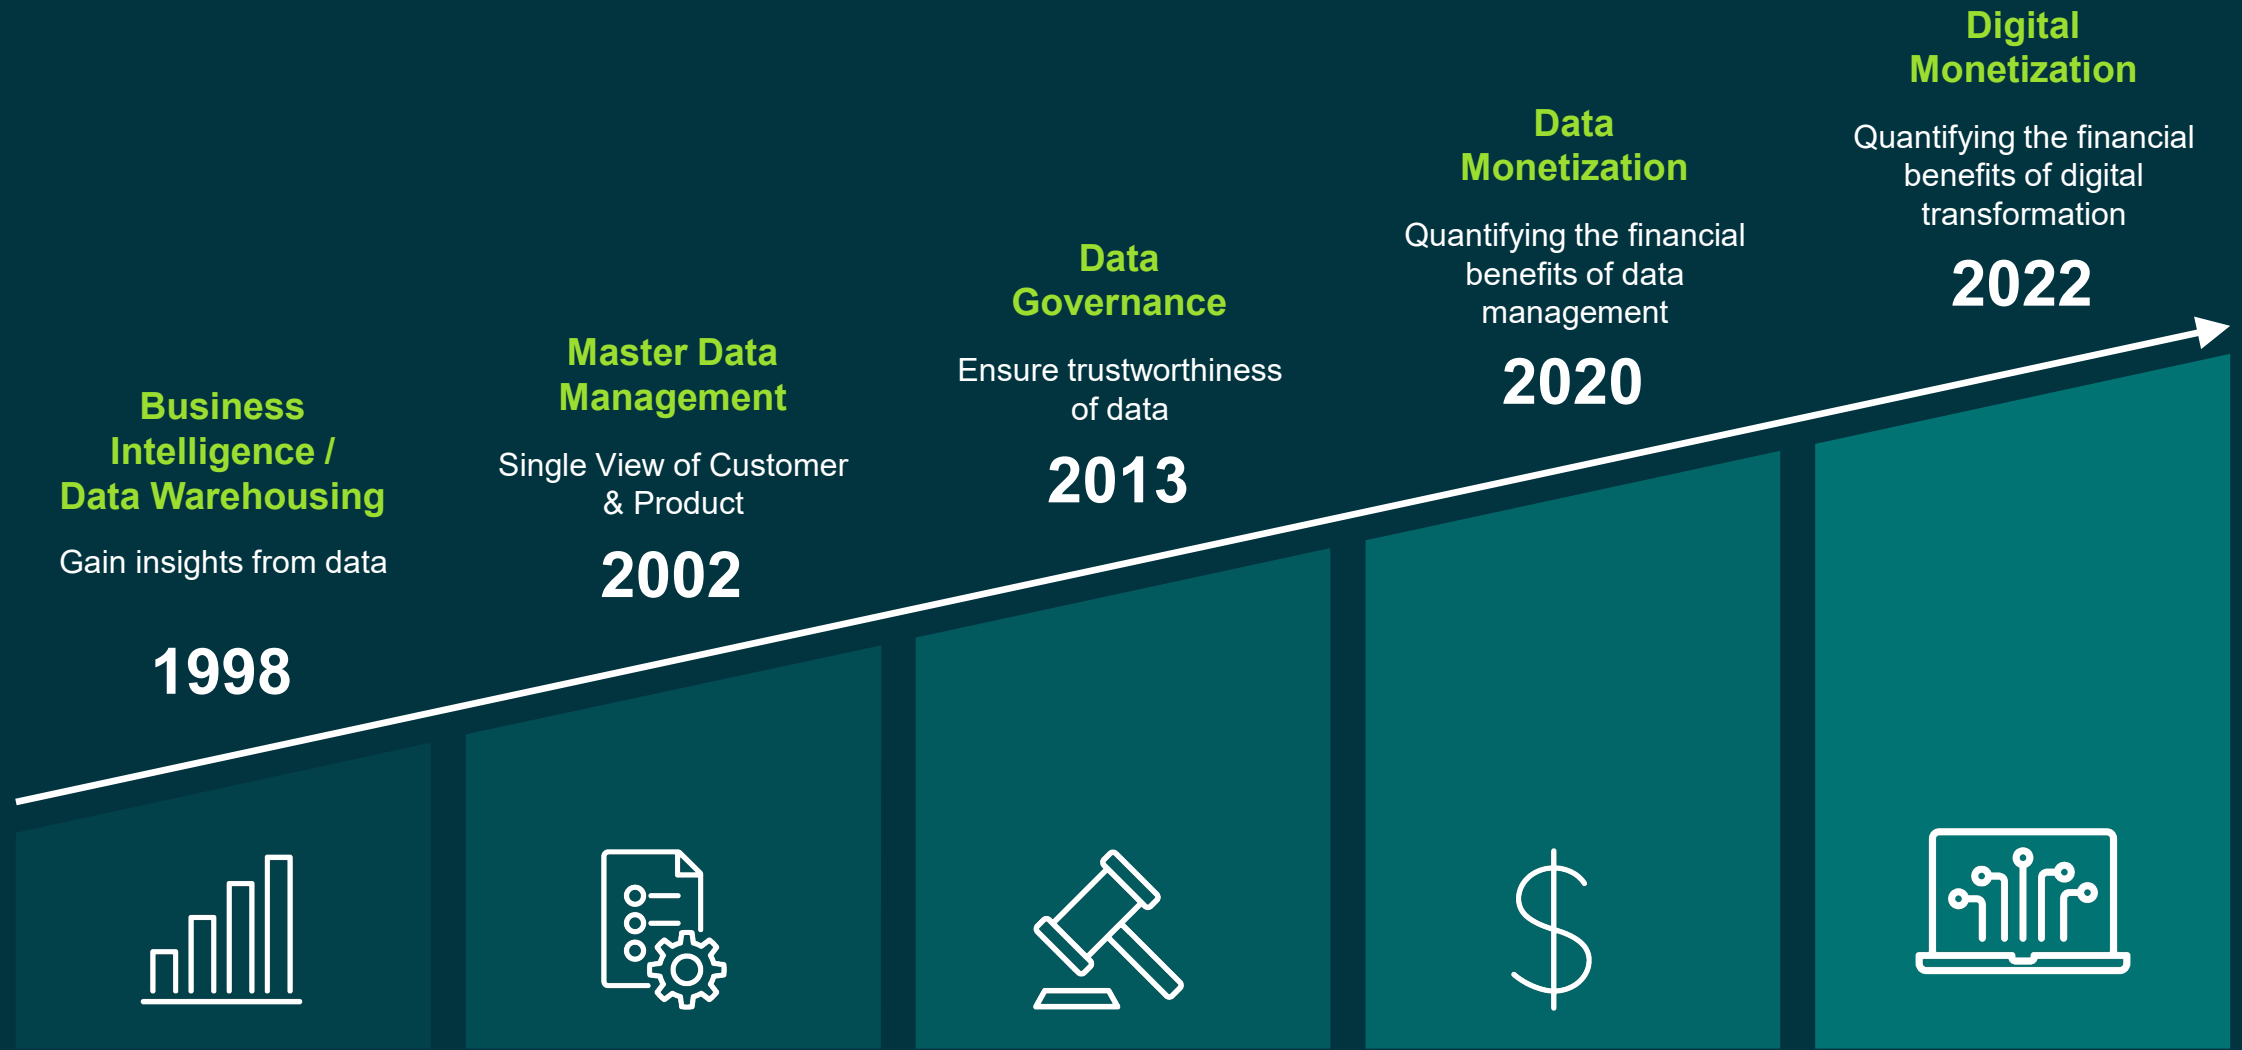 Business
Intelligence /
Data Warehousing
Gain insights from data
1998
Master Data
Management
Single View of Customer
& Product
2002
Data
Governance
Ensure trustworthiness
of data
2013
Data
Monetization
Quantifying the financial
benefits of data
management
2020
Digital
Monetization
Quantifying the financial
benefits of digital
transformation
2022
$